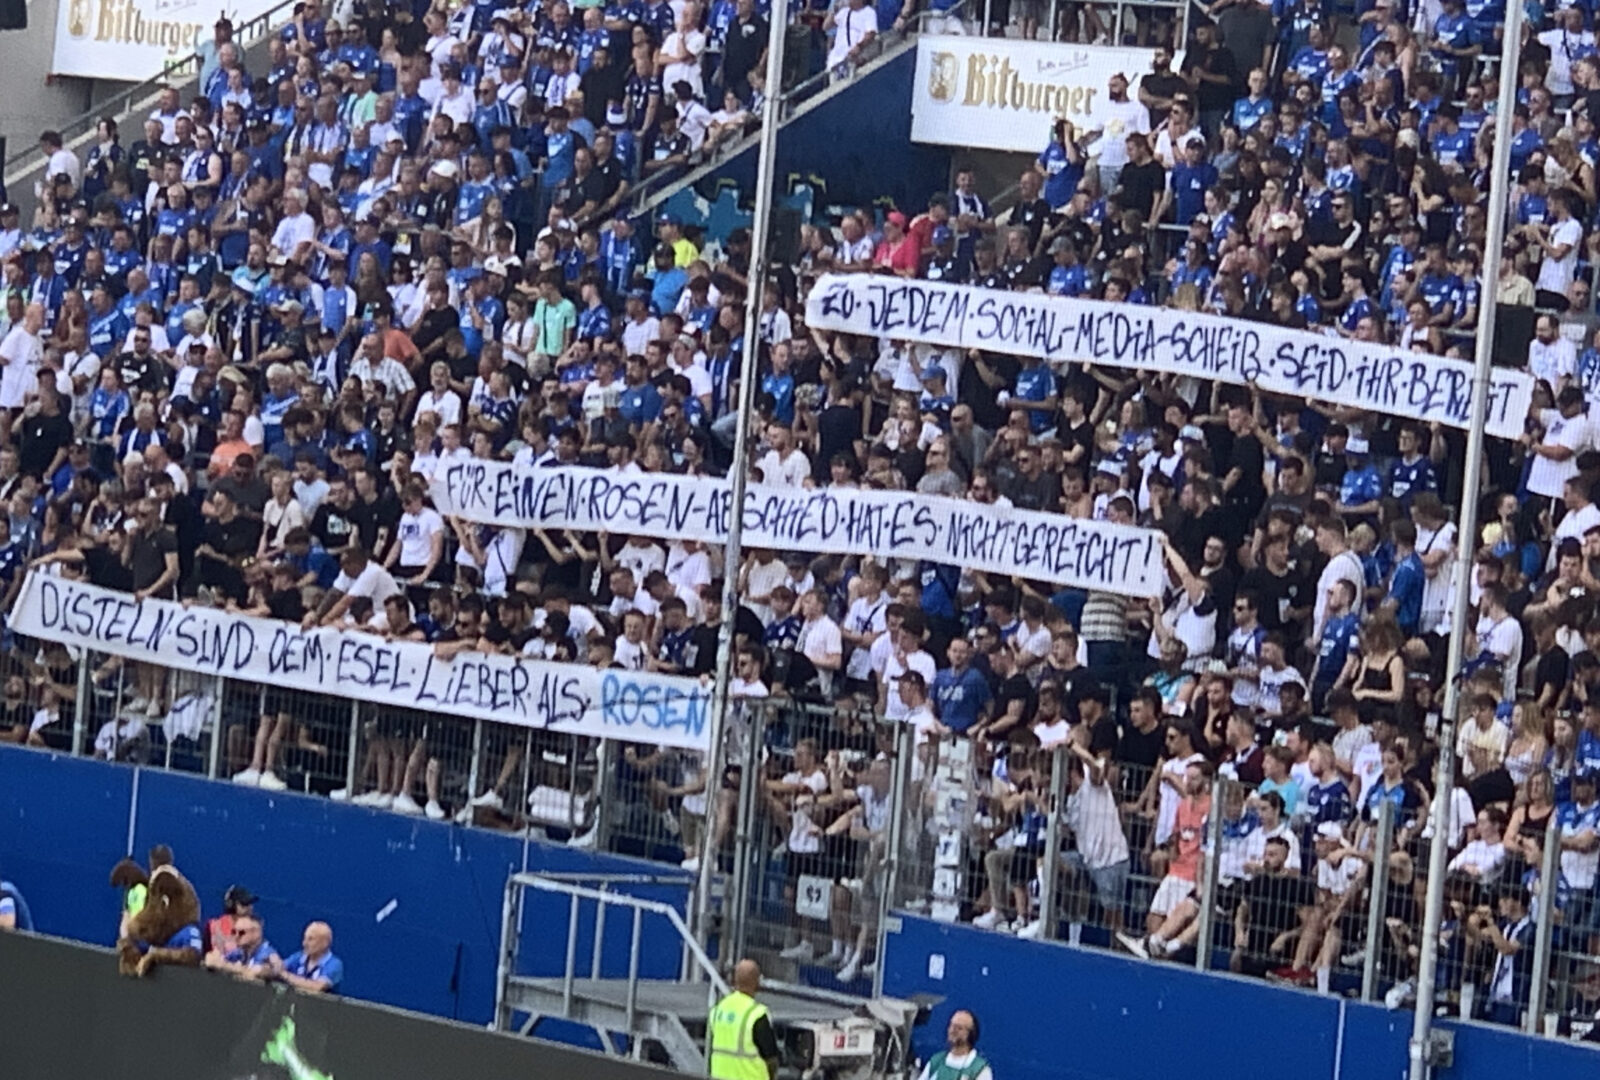 Bitburger
Bitburger
ZU·JEDEM·SOCiAL-MEDiA-SCHEiẞ·SEiD·iHR·BEREiT
FÜR·EiNEN·ROSEN-ABSCHiED·HAT·ES·NiCHT·GEREiCHT!
DiSTELN·SiND·DEM·ESEL·LiEBER·ALS·ROSEN